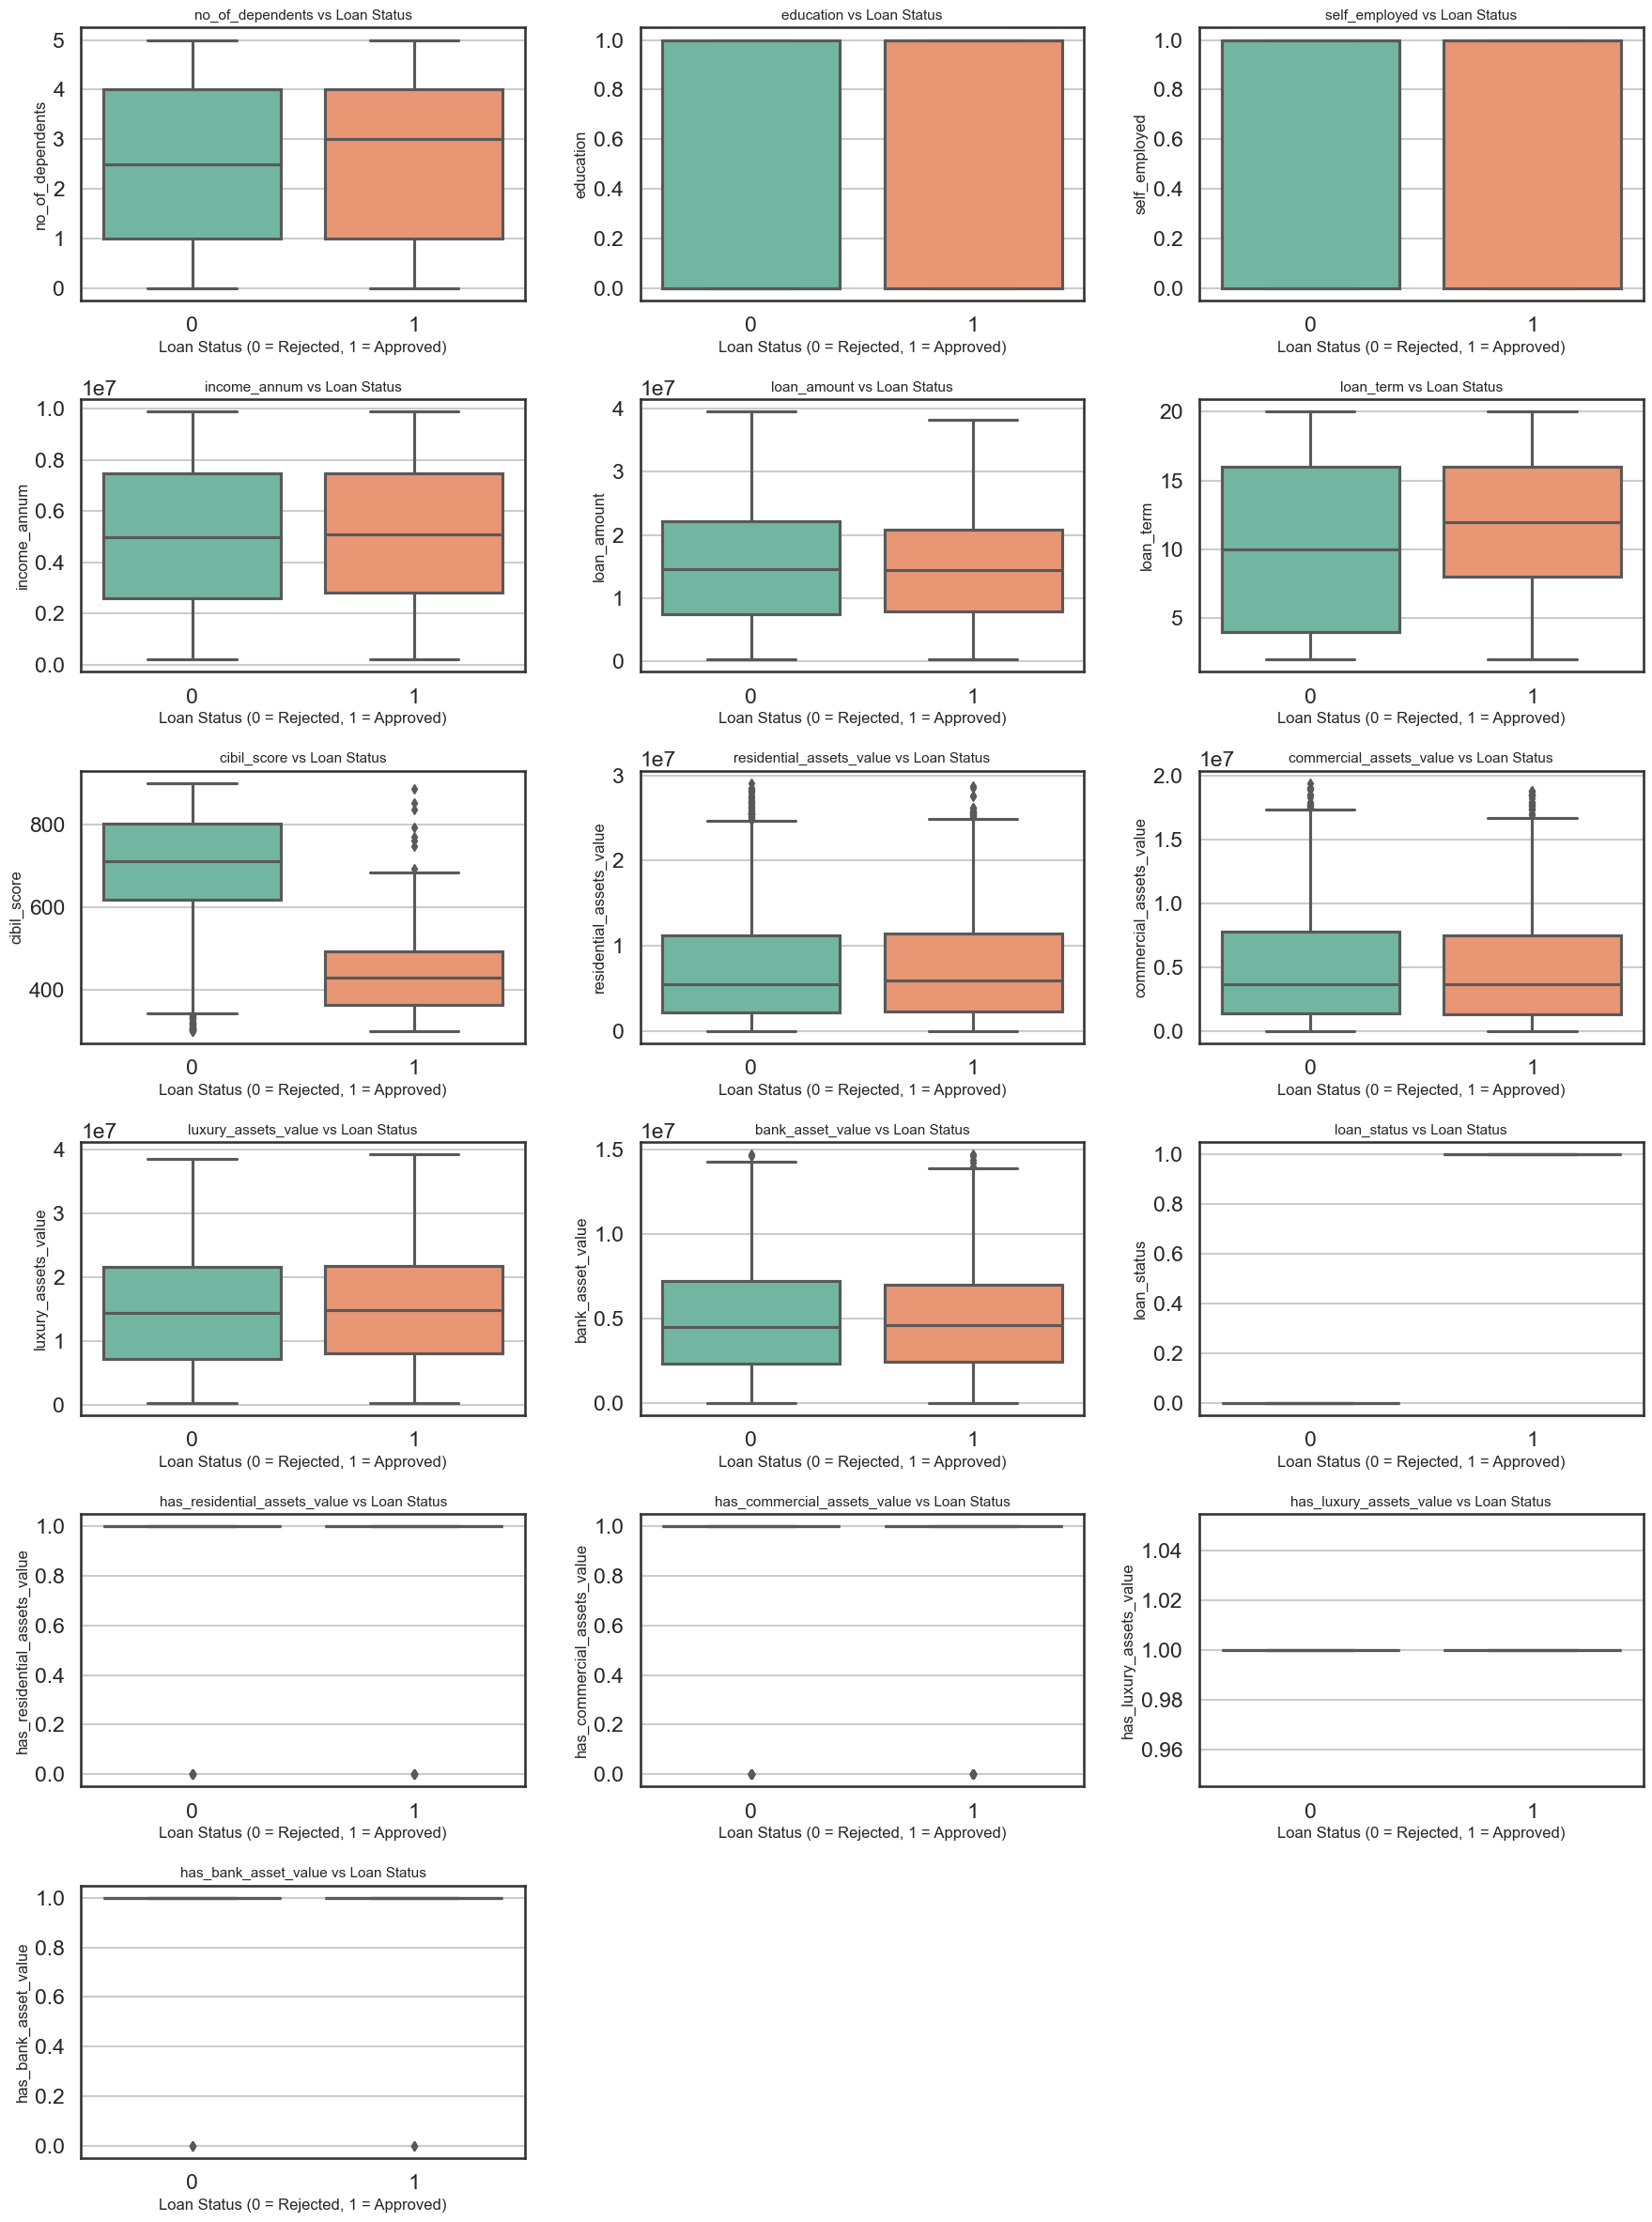 no_of_dependents vs Loan Status
5
4
3
2
1
0
no_of_dependents
0
1
Loan Status (0 = Rejected, 1 = Approved)
education vs Loan Status
1.0
0.8
0.6
0.4
0.2
0.0
education
0
1
Loan Status (0 = Rejected, 1 = Approved)
self_employed vs Loan Status
1.0
0.8
0.6
0.4
0.2
0.0
self_employed
0
1
Loan Status (0 = Rejected, 1 = Approved)
1e7
income_annum vs Loan Status
1.0
0.8
0.6
0.4
0.2
0.0
income_annum
0
1
Loan Status (0 = Rejected, 1 = Approved)
1e7
loan_amount vs Loan Status
4
3
2
1
0
loan_amount
0
1
Loan Status (0 = Rejected, 1 = Approved)
loan_term vs Loan Status
20
15
10
5
loan_term
0
1
Loan Status (0 = Rejected, 1 = Approved)
cibil_score vs Loan Status
800
600
400
cibil_score
0
1
Loan Status (0 = Rejected, 1 = Approved)
1e7
residential_assets_value vs Loan Status
3
2
1
0
residential_assets_value
0
1
Loan Status (0 = Rejected, 1 = Approved)
1e7
commercial_assets_value vs Loan Status
2.0
1.5
1.0
0.5
0.0
commercial_assets_value
0
1
Loan Status (0 = Rejected, 1 = Approved)
1e7
luxury_assets_value vs Loan Status
4
3
2
1
0
luxury_assets_value
0
1
Loan Status (0 = Rejected, 1 = Approved)
1e7
bank_asset_value vs Loan Status
1.5
1.0
0.5
0.0
bank_asset_value
0
1
Loan Status (0 = Rejected, 1 = Approved)
loan_status vs Loan Status
1.0
0.8
0.6
0.4
0.2
0.0
loan_status
0
1
Loan Status (0 = Rejected, 1 = Approved)
has_residential_assets_value vs Loan Status
1.0
0.8
0.6
0.4
0.2
0.0
has_residential_assets_value
0
1
Loan Status (0 = Rejected, 1 = Approved)
has_commercial_assets_value vs Loan Status
1.0
0.8
0.6
0.4
0.2
0.0
has_commercial_assets_value
0
1
Loan Status (0 = Rejected, 1 = Approved)
has_luxury_assets_value vs Loan Status
1.04
1.02
1.00
0.98
0.96
has_luxury_assets_value
0
1
Loan Status (0 = Rejected, 1 = Approved)
has_bank_asset_value vs Loan Status
1.0
0.8
0.6
0.4
0.2
0.0
has_bank_asset_value
0
1
Loan Status (0 = Rejected, 1 = Approved)